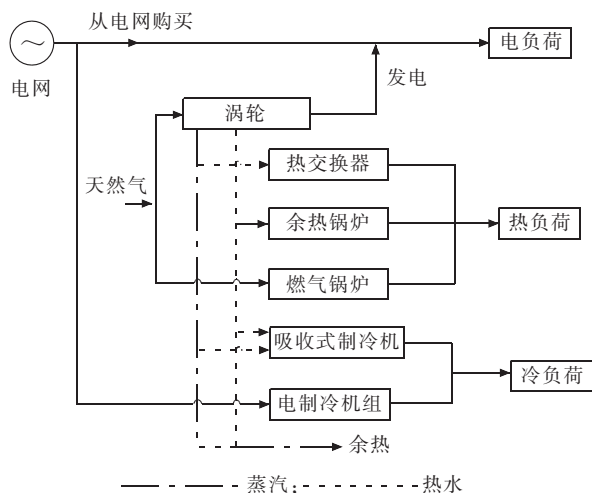 从电网购买
电负荷
电网
发电
涡轮
天然气
热交换器
余热锅炉
热负荷
燃气锅炉
吸收式制冷机
冷负荷
电制冷机组
余热
蒸汽; 热水